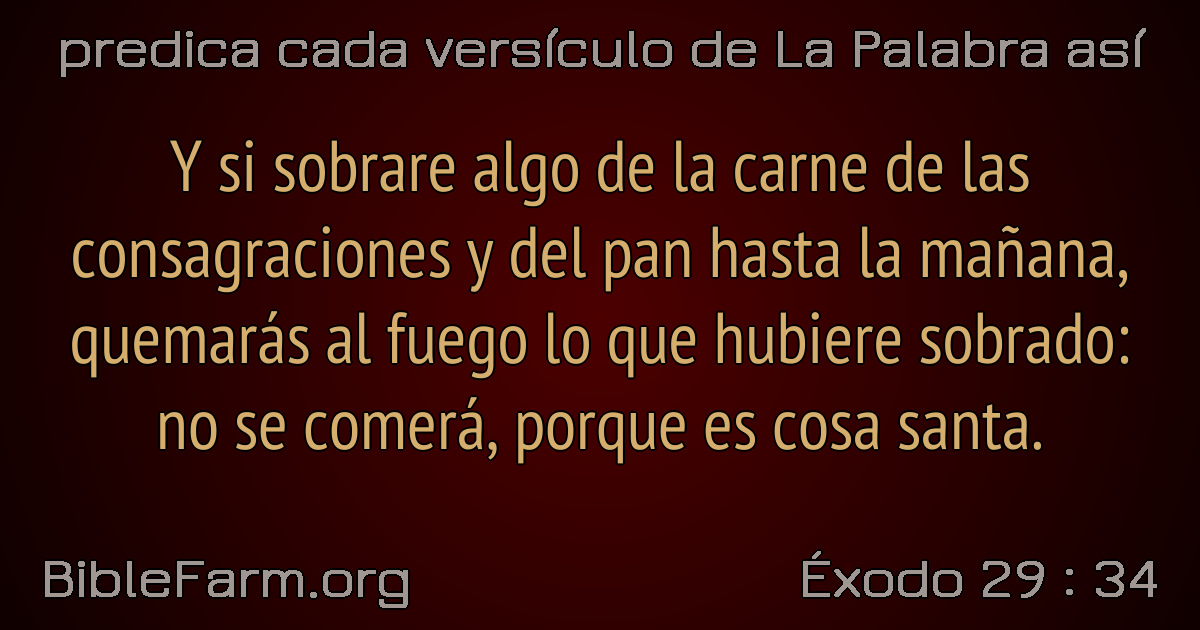 predica cada versículo de La Palabra así
Y si sobrare algo de la carne de las
consagraciones y del pan hasta la mañana,
quemarás al fuego lo que hubiere sobrado:
no se comerá, porque es cosa santa.
BibleFarm.org
Éxodo 29 : 34